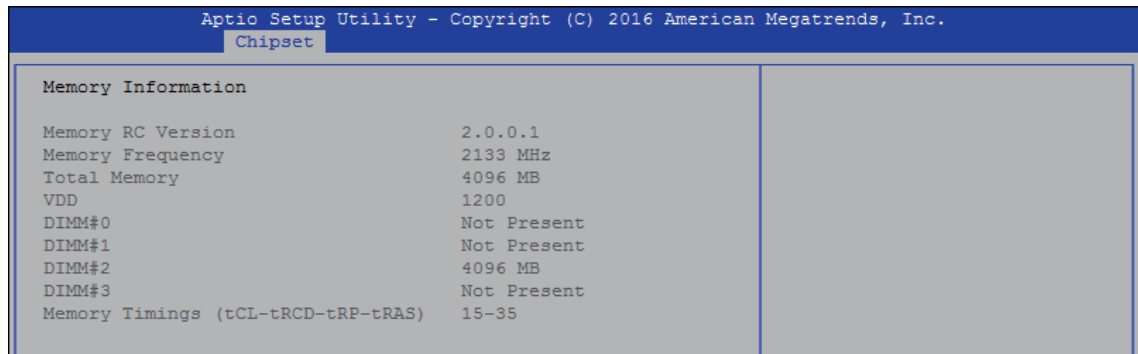 Aptio Setup Utility - Copyright (C) 2016 American Megatrends, Inc.
Chipset
Memory Information
Memory RC Version 2.0.0.1
Memory Frequency 2133 MHz
Total Memory 4096 MB
VDD 1200
DIMM#0 Not Present
DIMM#1 Not Present
DIMM#2 4096 MB
DIMM#3 Not Present
Memory Timings (tCL-tRCD-tRP-tRAS) 15-35